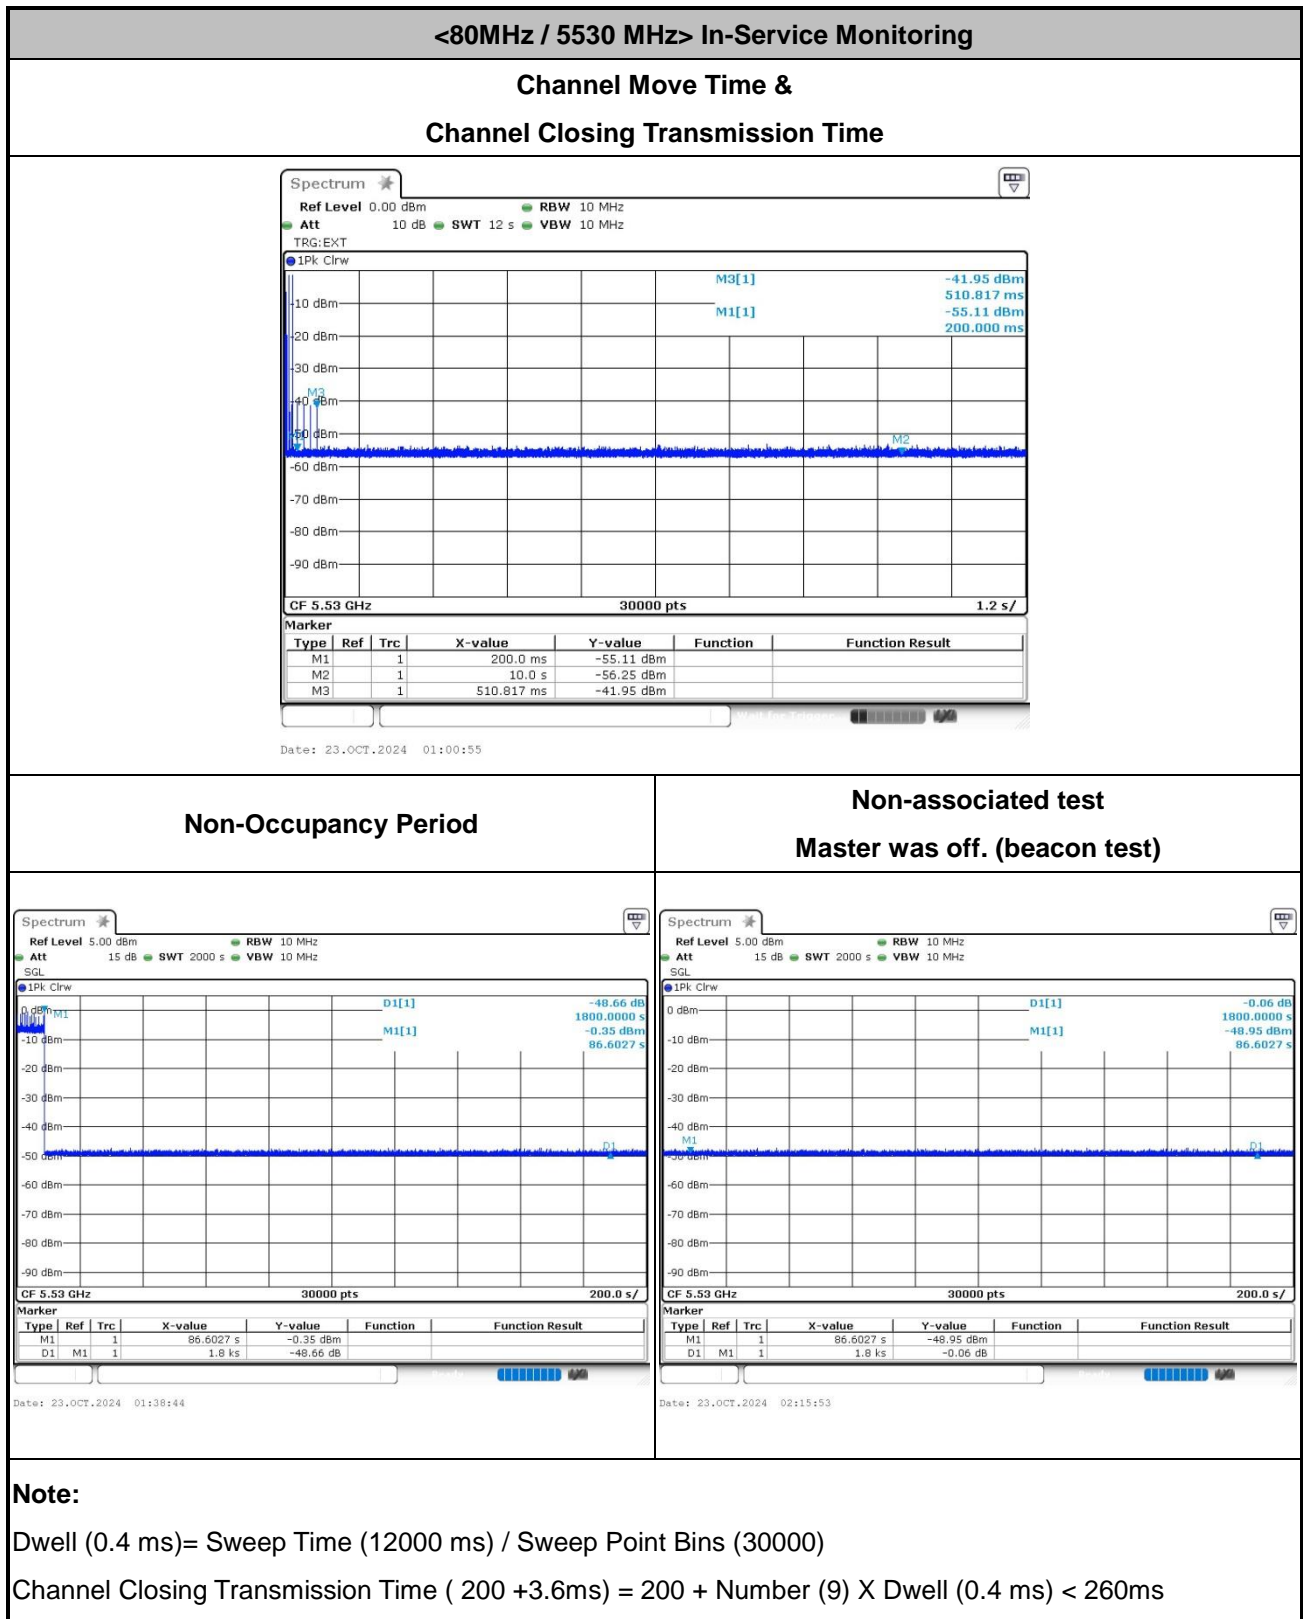 <80MHz / 5530 MHz> In-Service Monitoring
Channel Move Time &
Channel Closing Transmission Time
Spectrum
Ref Level 0.00 dBm RBW 10 MHz
Att 10 dB SWT 12 s VBW 10 MHz
TRG:EXT
1Pk Clrw
M3[1] -41.95 dBm
510.817 ms
-10 dBm
M1[1] -55.11 dBm
200.000 ms
-20 dBm
-30 dBm
M3
-40 dBm
-50 dBm
M2
-60 dBm
-70 dBm
-80 dBm
-90 dBm
CF 5.53 GHz 30000 pts 1.2 s/
Marker
Type Ref Trc X-value Y-value Function Function Result
M1 1 200.0 ms -55.11 dBm
M2 1 10.0 s -56.25 dBm
M3 1 510.817 ms -41.95 dBm
Date: 23.OCT.2024 01:00:55
Non-Occupancy Period
Spectrum
Ref Level 5.00 dBm RBW 10 MHz
Att 15 dB SWT 2000 s VBW 10 MHz
SGL
1Pk Clrw
D1[1] -48.66 dB
1800.0000 s
0 dBm
M1
M1[1] -0.35 dBm
86.6027 s
-10 dBm
-20 dBm
-30 dBm
-40 dBm
D1
-50 dBm
-60 dBm
-70 dBm
-80 dBm
-90 dBm
CF 5.53 GHz 30000 pts 200.0 s/
Marker
Type Ref Trc X-value Y-value Function Function Result
M1 1 86.6027 s -0.35 dBm
D1 M1 1 1.8 ks -48.66 dB
Date: 23.OCT.2024 01:38:44
Non-associated test
Master was off. (beacon test)
Spectrum
Ref Level 5.00 dBm RBW 10 MHz
Att 15 dB SWT 2000 s VBW 10 MHz
SGL
1Pk Clrw
D1[1] -0.06 dB
1800.0000 s
0 dBm
M1[1] -48.95 dBm
86.6027 s
-10 dBm
-20 dBm
-30 dBm
-40 dBm
M1 D1
-50 dBm
-60 dBm
-70 dBm
-80 dBm
-90 dBm
CF 5.53 GHz 30000 pts 200.0 s/
Marker
Type Ref Trc X-value Y-value Function Function Result
M1 1 86.6027 s -48.95 dBm
D1 M1 1 1.8 ks -0.06 dB
Date: 23.OCT.2024 02:15:53
Note:
Dwell (0.4 ms)= Sweep Time (12000 ms) / Sweep Point Bins (30000)
Channel Closing Transmission Time ( 200 +3.6ms) = 200 + Number (9) X Dwell (0.4 ms) < 260ms